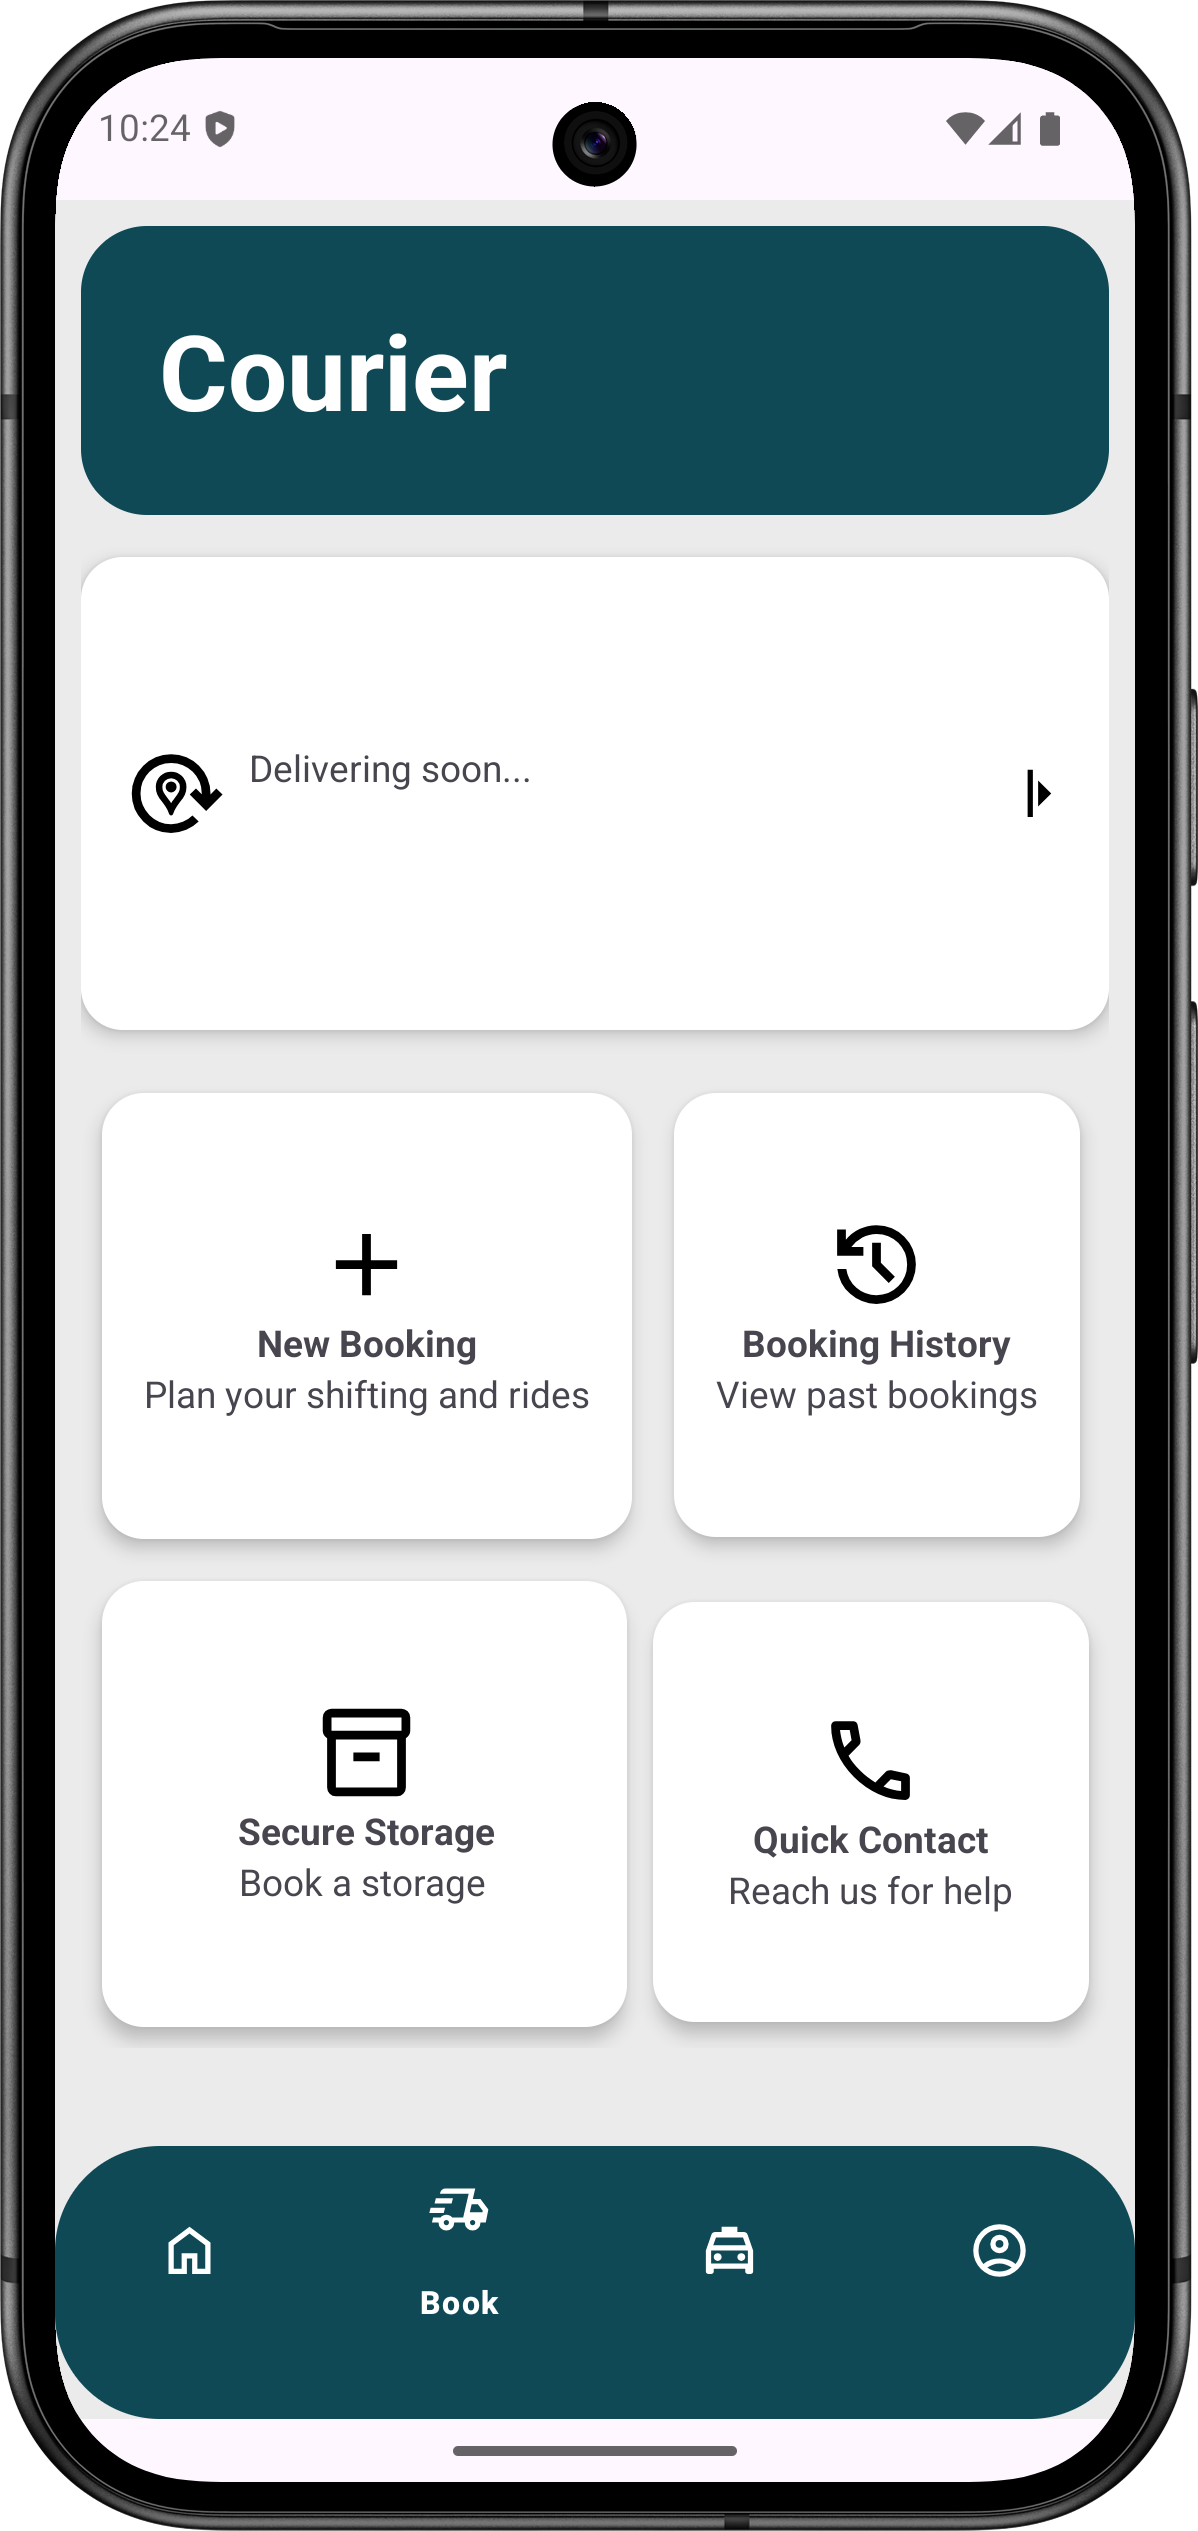 10:24
Courier
Delivering soon...
New Booking
Plan your shifting and rides
Booking History
View past bookings
Secure Storage
Book a storage
Quick Contact
Reach us for help
Book